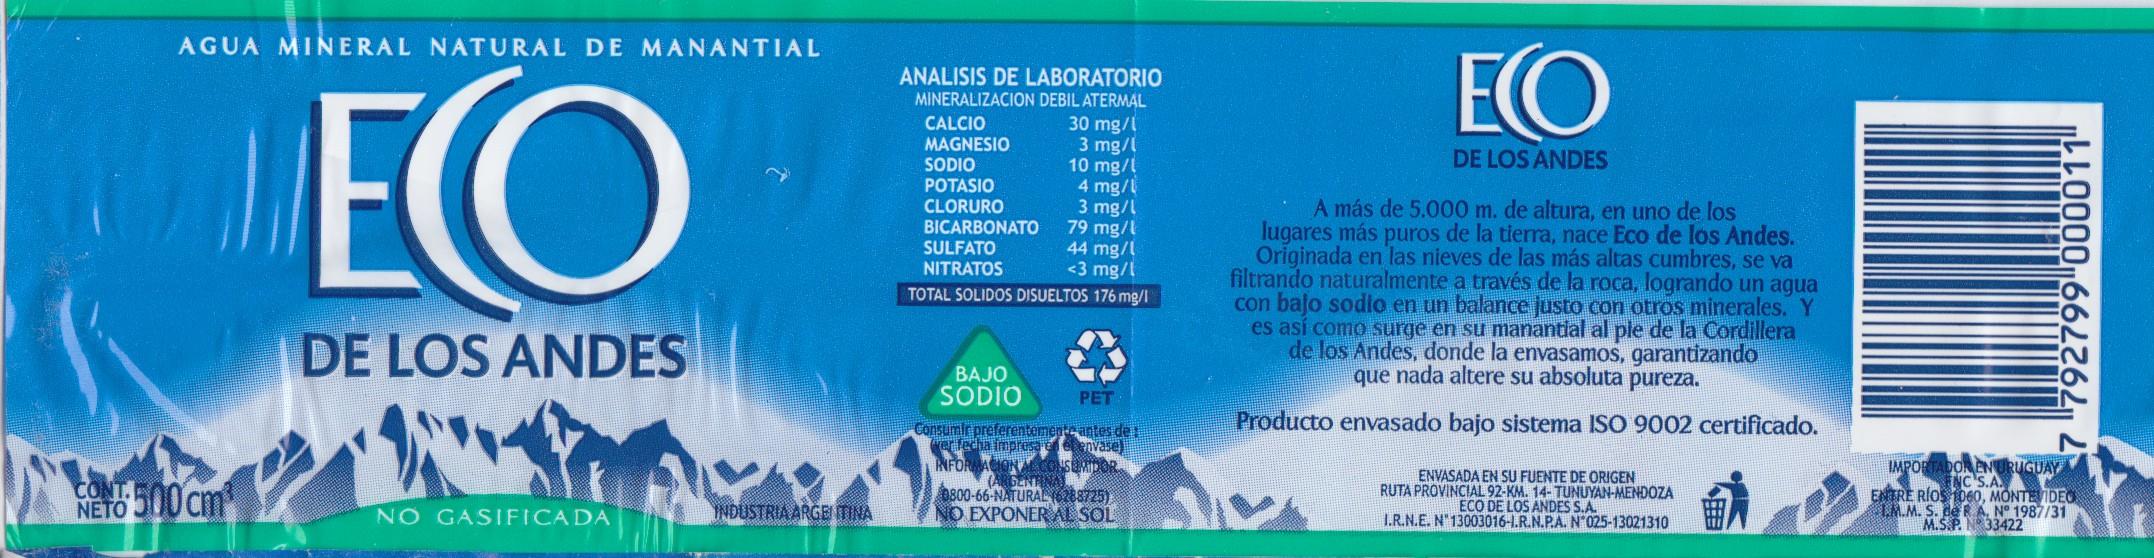 AGUA MINERAL NATURAL DE MANANTIAL
ECO
DE LOS ANDES
CONT. NETO 500 cm³
NO GASIFICADA
INDUSTRIA ARGENTINA
ANALISIS DE LABORATORIO
MINERALIZACION DEBIL ATERMAL
CALCIO 30 mg/l
MAGNESIO 3 mg/l
SODIO 10 mg/l
POTASIO 4 mg/l
CLORURO 3 mg/l
BICARBONATO 79 mg/l
SULFATO 44 mg/l
NITRATOS <3 mg/l
TOTAL SOLIDOS DISUELTOS 176 mg/l
BAJO
SODIO
PET
Consumir preferentemente antes de :
(ver fecha impresa en el envase)
INFORMACION AL CONSUMIDOR
(ARGENTINA)
0800-66-NATURAL (6288725)
NO EXPONER AL SOL
ECO
DE LOS ANDES
A más de 5.000 m. de altura, en uno de los
lugares más puros de la tierra, nace Eco de los Andes.
Originada en las nieves de las más altas cumbres, se va
filtrando naturalmente a través de la roca, logrando un agua
con bajo sodio en un balance justo con otros minerales. Y
es así como surge en su manantial al pie de la Cordillera
de los Andes, donde la envasamos, garantizando
que nada altere su absoluta pureza.
Producto envasado bajo sistema ISO 9002 certificado.
ENVASADA EN SU FUENTE DE ORIGEN
RUTA PROVINCIAL 92-KM. 14- TUNUYAN-MENDOZA
ECO DE LOS ANDES S.A.
I.R.N.E. N°13003016-I.R.N.P.A. N°025-13021310
7 792799 000011
IMPORTADOR EN URUGUAY
FNC S.A.
ENTRE RÍOS 1060, MONTEVIDEO
I.M.M. S. de R.A. N° 1987/31
M.S.P. N° 33422